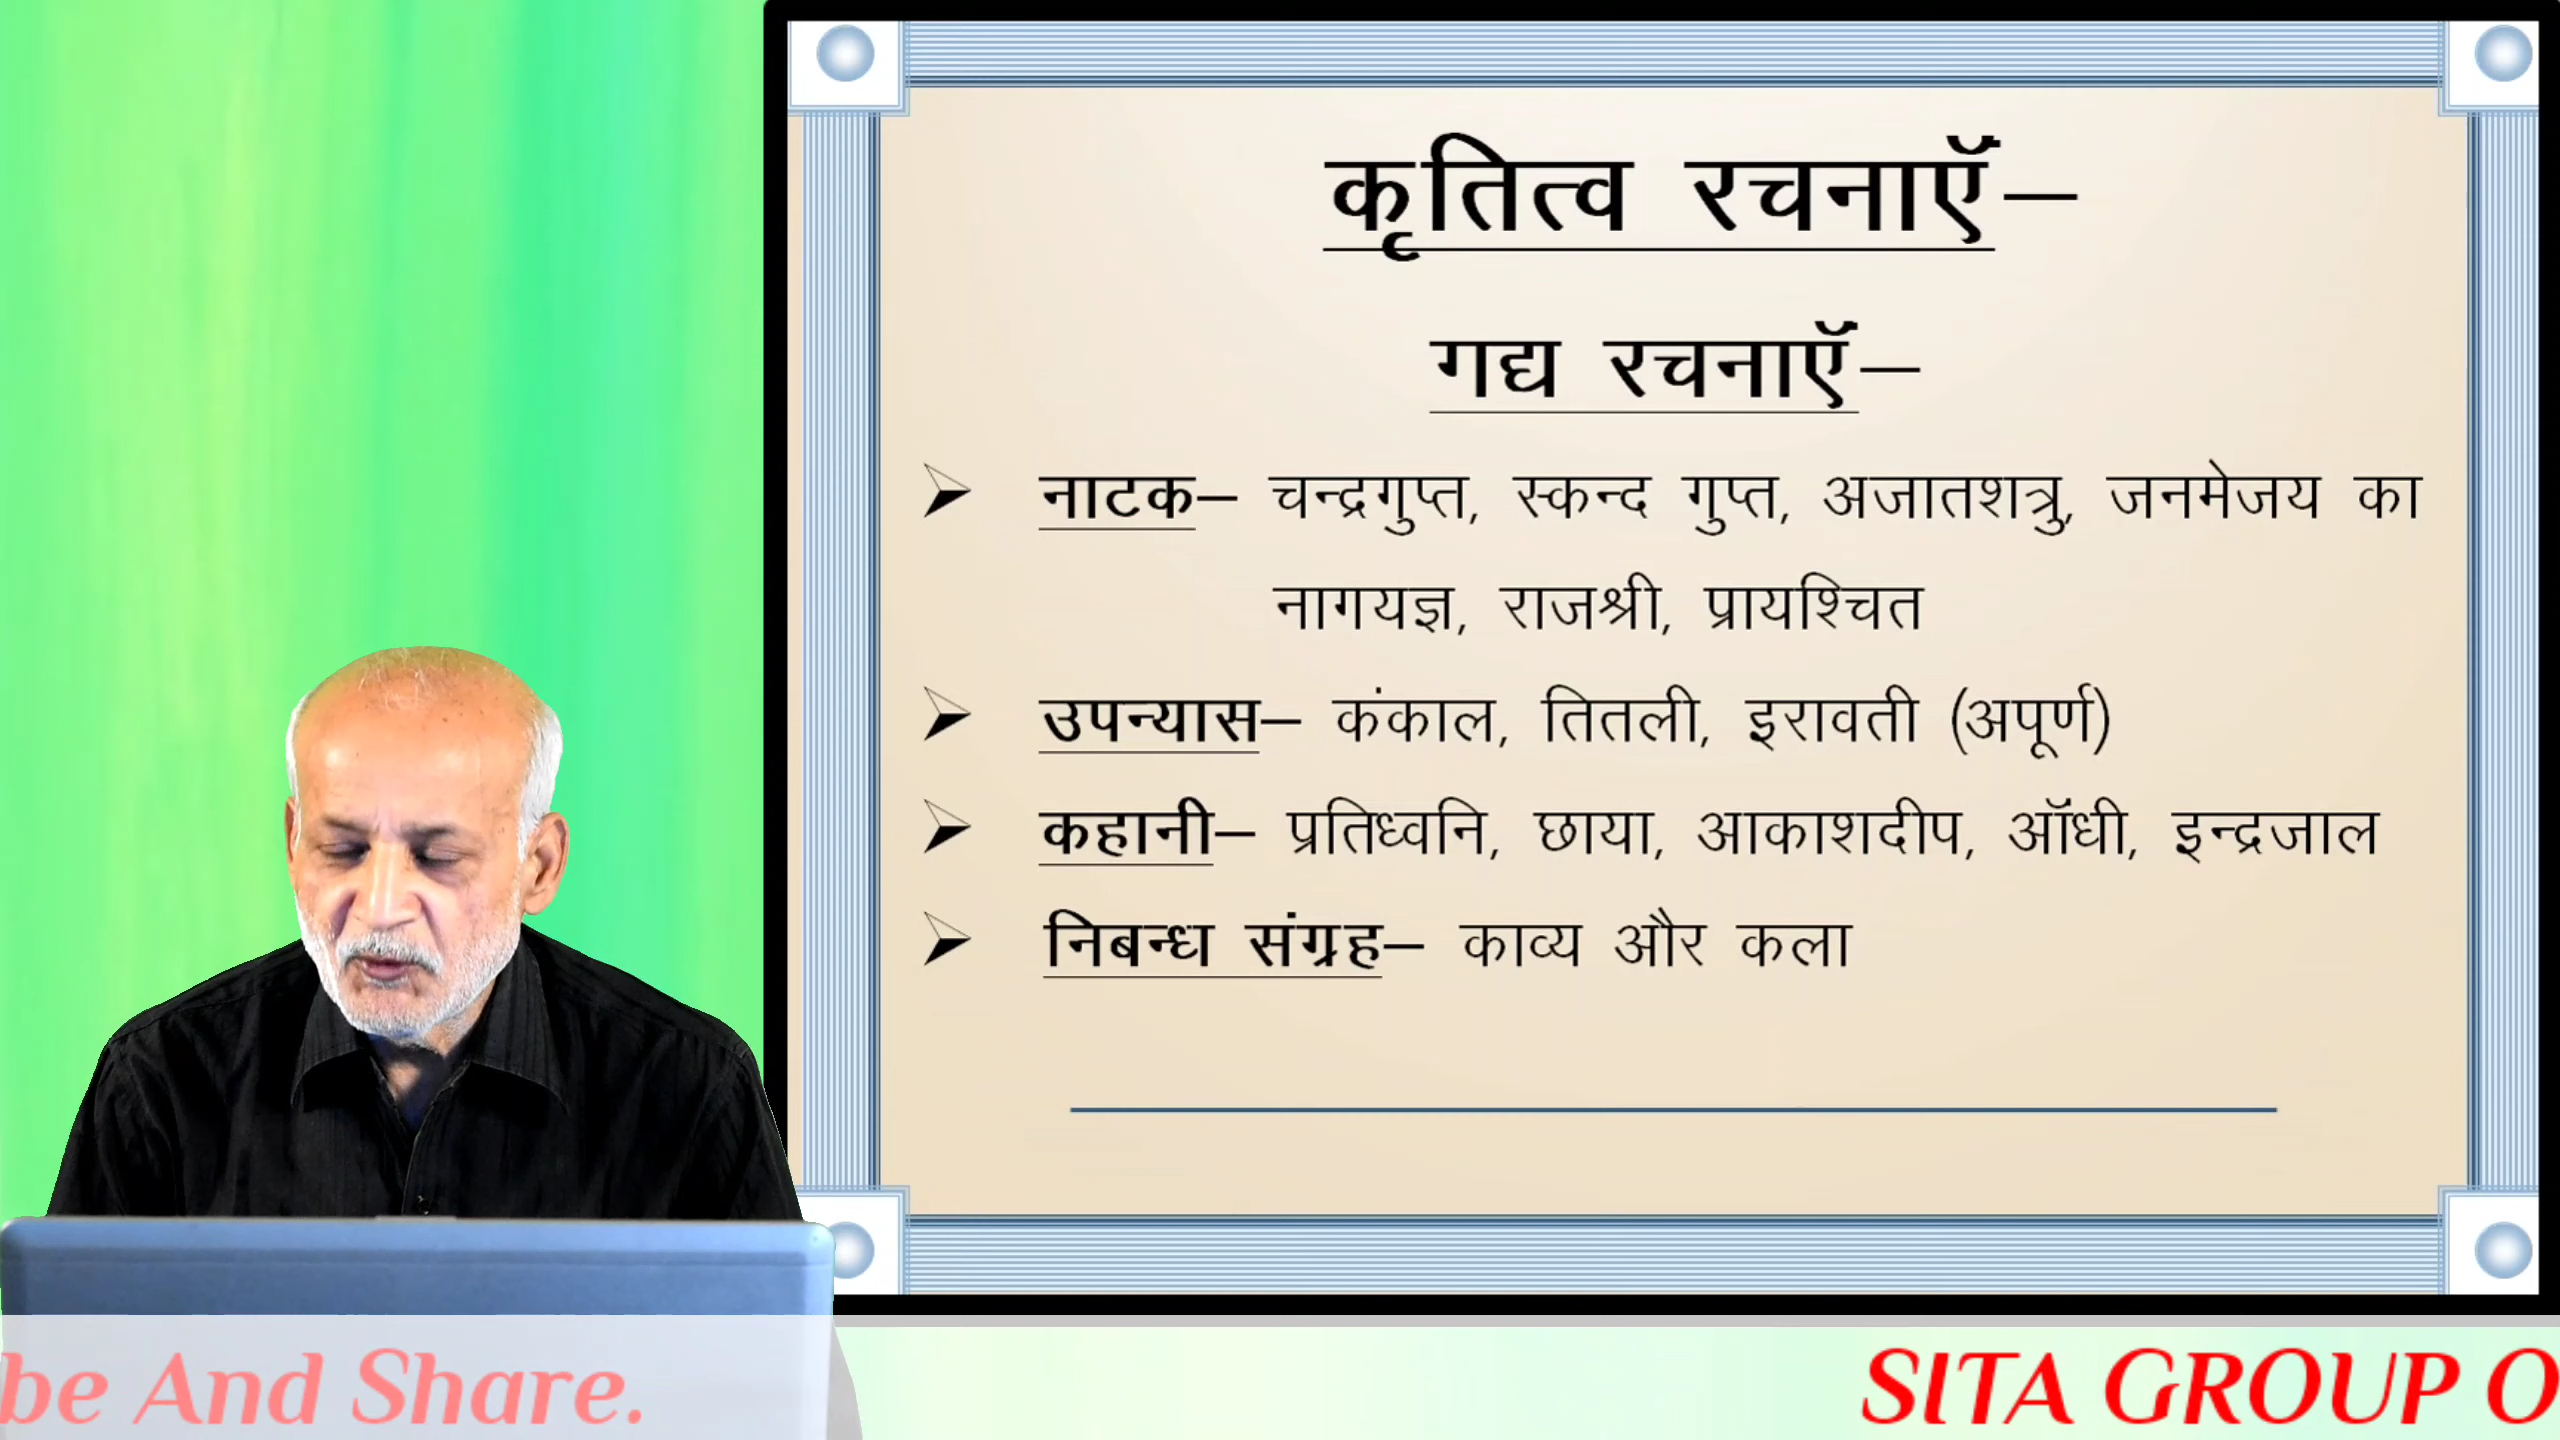 कृतित्व रचनाएॅं–
गद्य रचनाएॅं–
➢ नाटक– चन्द्रगुप्त, स्कन्द गुप्त, अजातशत्रु, जनमेजय का
नागयज्ञ, राजश्री, प्रायश्चित
➢ उपन्यास– कंकाल, तितली, इरावती (अपूर्ण)
➢ कहानी– प्रतिध्वनि, छाया, आकाशदीप, ऑंधी, इन्द्रजाल
➢ निबन्ध संग्रह– काव्य और कला
be And Share. SITA GROUP O